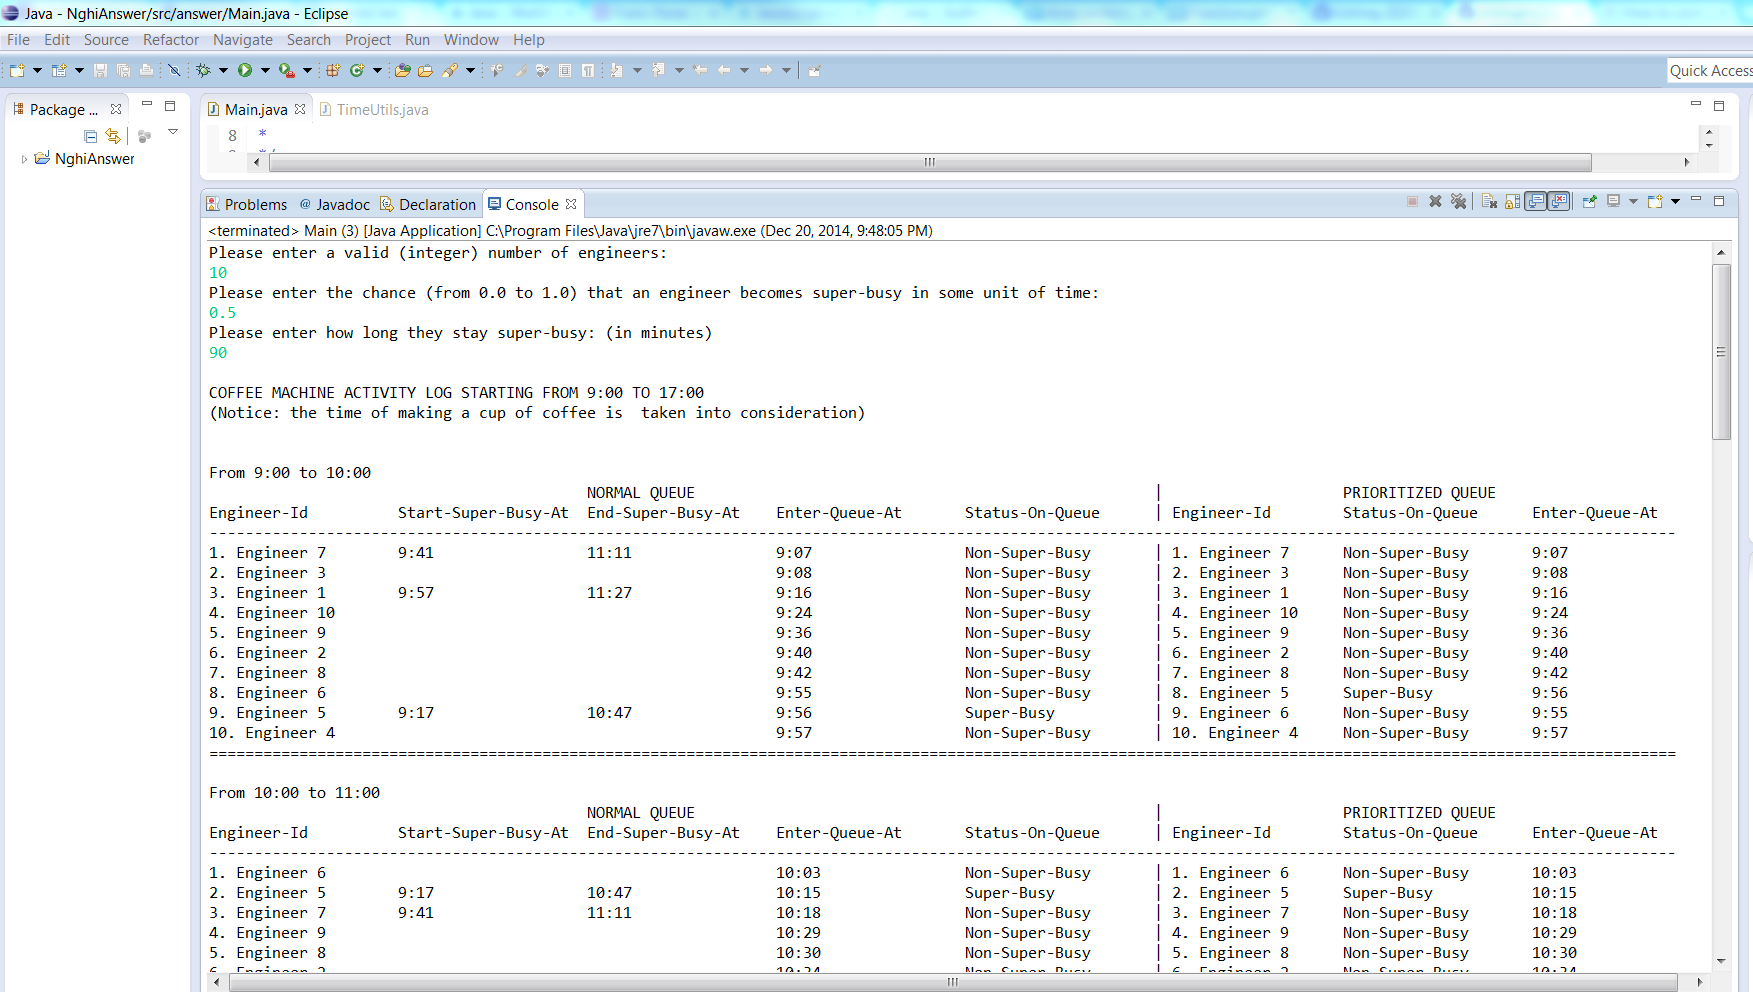 Java - NghiAnswer/src/answer/Main.java - Eclipse
File Edit Source Refactor Navigate Search Project Run Window Help
Quick Access
Package ...
Main.java TimeUtils.java
8 *
NghiAnswer
Problems @ Javadoc Declaration Console
<terminated> Main (3) [Java Application] C:\Program Files\Java\jre7\bin\javaw.exe (Dec 20, 2014, 9:48:05 PM)
Please enter a valid (integer) number of engineers:
10
Please enter the chance (from 0.0 to 1.0) that an engineer becomes super-busy in some unit of time:
0.5
Please enter how long they stay super-busy: (in minutes)
90
COFFEE MACHINE ACTIVITY LOG STARTING FROM 9:00 TO 17:00
(Notice: the time of making a cup of coffee is  taken into consideration)
From 9:00 to 10:00
NORMAL QUEUE | PRIORITIZED QUEUE
Engineer-Id Start-Super-Busy-At End-Super-Busy-At Enter-Queue-At Status-On-Queue | Engineer-Id Status-On-Queue Enter-Queue-At
1. Engineer 7 9:41 11:11 9:07 Non-Super-Busy | 1. Engineer 7 Non-Super-Busy 9:07
2. Engineer 3 9:08 Non-Super-Busy | 2. Engineer 3 Non-Super-Busy 9:08
3. Engineer 1 9:57 11:27 9:16 Non-Super-Busy | 3. Engineer 1 Non-Super-Busy 9:16
4. Engineer 10 9:24 Non-Super-Busy | 4. Engineer 10 Non-Super-Busy 9:24
5. Engineer 9 9:36 Non-Super-Busy | 5. Engineer 9 Non-Super-Busy 9:36
6. Engineer 2 9:40 Non-Super-Busy | 6. Engineer 2 Non-Super-Busy 9:40
7. Engineer 8 9:42 Non-Super-Busy | 7. Engineer 8 Non-Super-Busy 9:42
8. Engineer 6 9:55 Non-Super-Busy | 8. Engineer 5 Super-Busy 9:56
9. Engineer 5 9:17 10:47 9:56 Super-Busy | 9. Engineer 6 Non-Super-Busy 9:55
10. Engineer 4 9:57 Non-Super-Busy | 10. Engineer 4 Non-Super-Busy 9:57
From 10:00 to 11:00
NORMAL QUEUE | PRIORITIZED QUEUE
Engineer-Id Start-Super-Busy-At End-Super-Busy-At Enter-Queue-At Status-On-Queue | Engineer-Id Status-On-Queue Enter-Queue-At
1. Engineer 6 10:03 Non-Super-Busy | 1. Engineer 6 Non-Super-Busy 10:03
2. Engineer 5 9:17 10:47 10:15 Super-Busy | 2. Engineer 5 Super-Busy 10:15
3. Engineer 7 9:41 11:11 10:18 Non-Super-Busy | 3. Engineer 7 Non-Super-Busy 10:18
4. Engineer 9 10:29 Non-Super-Busy | 4. Engineer 9 Non-Super-Busy 10:29
5. Engineer 8 10:30 Non-Super-Busy | 5. Engineer 8 Non-Super-Busy 10:30
6. Engineer 2 10:34 Non-Super-Busy | 6. Engineer 2 Non-Super-Busy 10:34